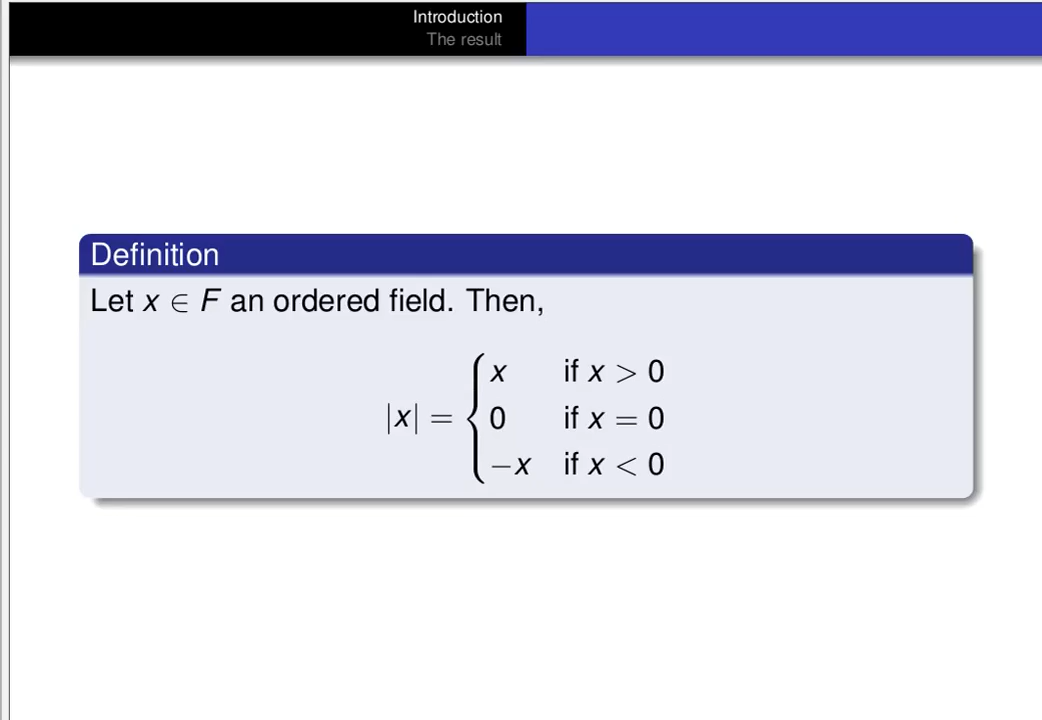 Introduction
The result
Definition
Let x ∈ F an ordered field. Then,
x if x > 0
|x| = { 0 if x = 0
−x if x < 0